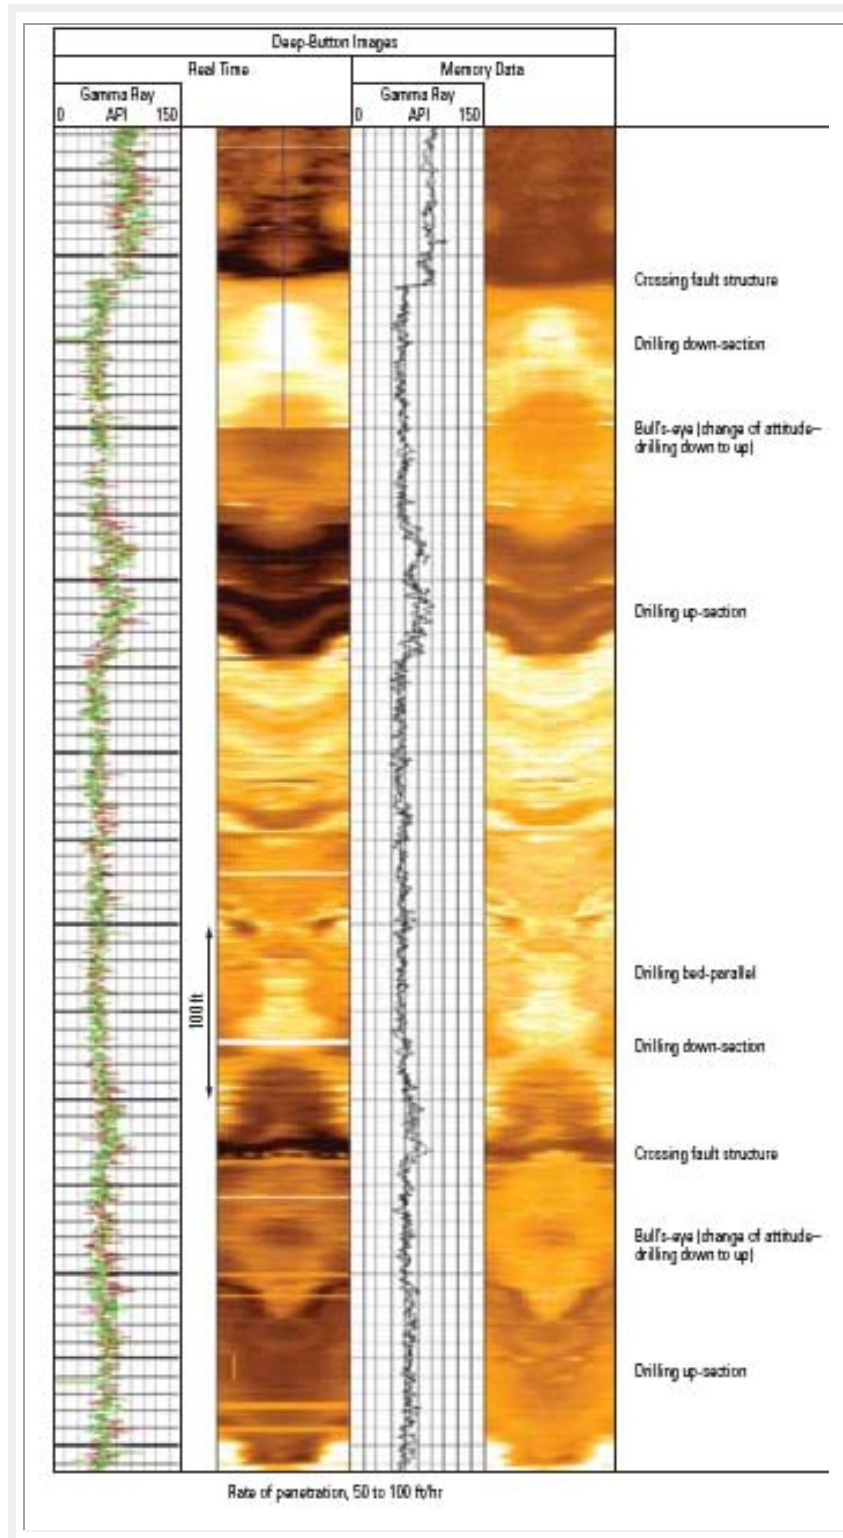 Deep-Button Images
Real Time
Memory Data
Gamma Ray
0 API 150
Gamma Ray
0 API 150
Crossing fault structure
Drilling down-section
Bull's-eye (change of attitude–
drilling down to up)
Drilling up-section
100 ft
Drilling bed-parallel
Drilling down-section
Crossing fault structure
Bull's-eye (change of attitude–
drilling down to up)
Drilling up-section
Rate of penetration, 50 to 100 ft/hr